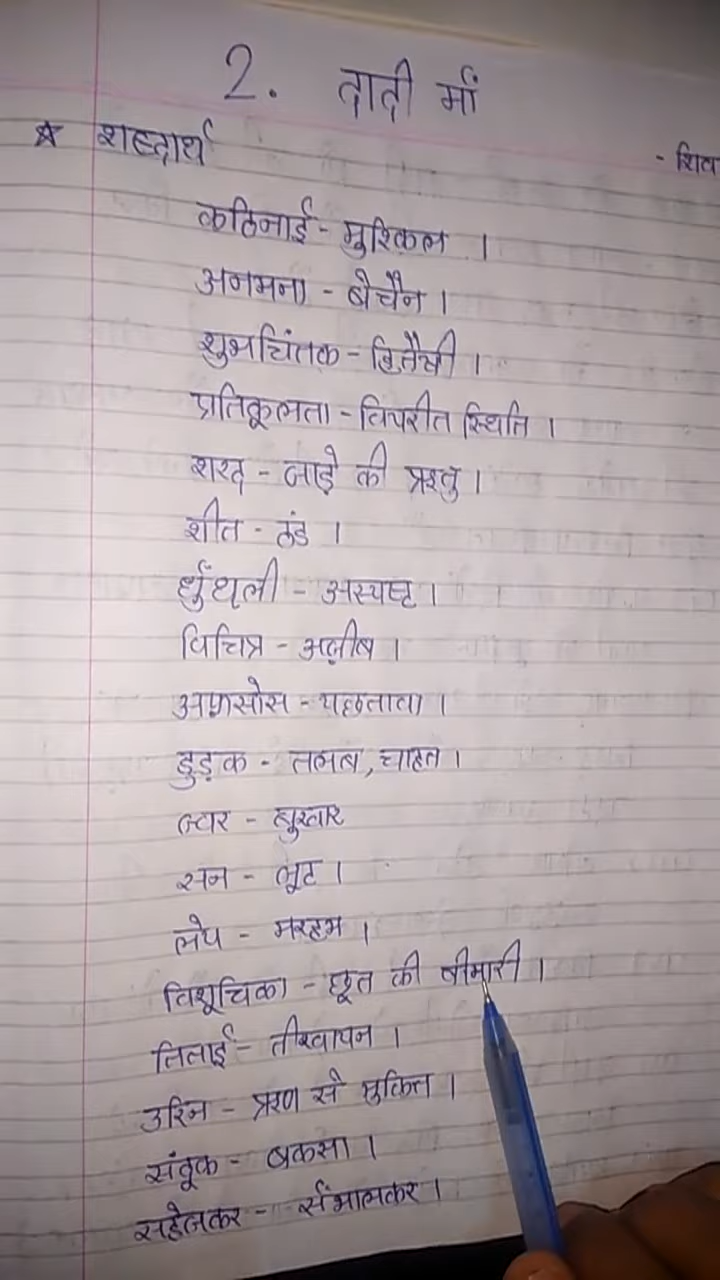 2. दादी माँ
☆ शब्दार्थ
- शिव
कठिनाई - मुश्किल ।
अनमना - बेचैन ।
शुभचिंतक - हितैषी ।
प्रतिकूलता - विपरीत स्थिति ।
शरद - जाड़े की ऋतु ।
शीत - ठंड ।
धुँधली - अस्पष्ट ।
विचित्र - अजीब ।
अफ़सोस - पछतावा ।
हुड़क - तलब, चाहत ।
ज्वर - बुखार
सन - जूट ।
लेप - मरहम ।
विशूचिका - छूत की बीमारी ।
तिताई - तीखापन ।
उरिन - ऋण से मुक्ति ।
संदूक - बकसा ।
सहेजकर - सँभालकर ।